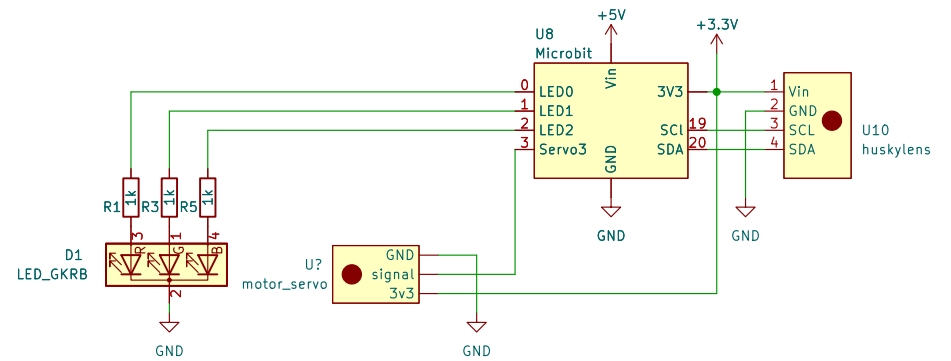 +5V
U8
Microbit
+3.3V
Vin
0 LED0 3V3
1 LED1
2 LED2 SCl 19
3 Servo3 SDA 20
GND
1 Vin
2 GND
3 SCL
4 SDA
U10
huskylens
GND
GND
R1 1k
R3 1k
R5 1k
3 1 4
R G B
D1
LED_GKRB
2
GND
U?
motor_servo
GND
signal
3v3
GND